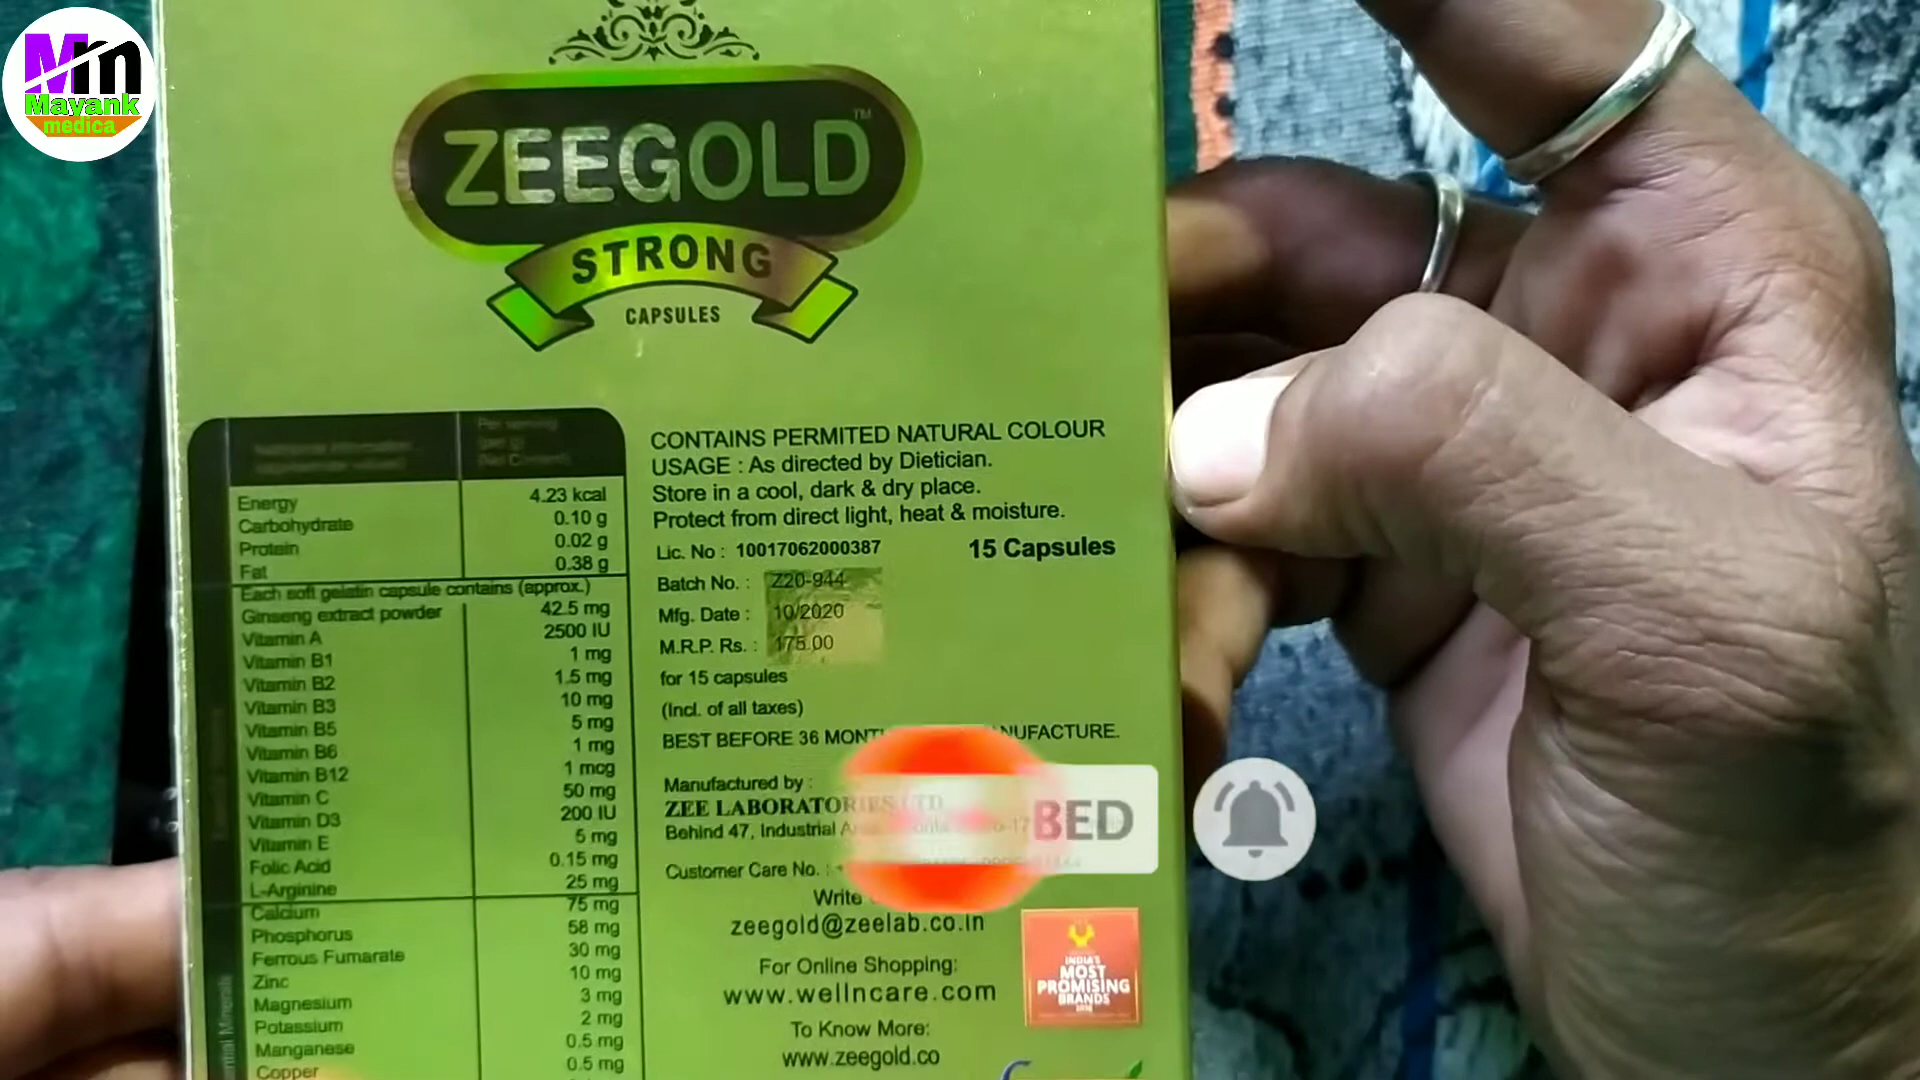 Mm
Mayank
medica
ZEEGOLD™
STRONG
CAPSULES
Energy 4.23 kcal
Carbohydrate 0.10 g
Protein 0.02 g
Fat 0.38 g
Each soft gelatin capsule contains (approx.)
Ginseng extract powder 42.5 mg
Vitamin A 2500 IU
Vitamin B1 1 mg
Vitamin B2 1.5 mg
Vitamin B3 10 mg
Vitamin B5 5 mg
Vitamin B6 1 mg
Vitamin B12 1 mcg
Vitamin C 50 mg
Vitamin D3 200 IU
Vitamin E 5 mg
Folic Acid 0.15 mg
L-Arginine 25 mg
Calcium 75 mg
Phosphorus 58 mg
Ferrous Fumarate 30 mg
Zinc 10 mg
Magnesium 3 mg
Potassium 2 mg
Manganese 0.5 mg
Copper 0.5 mg
CONTAINS PERMITED NATURAL COLOUR
USAGE : As directed by Dietician.
Store in a cool, dark & dry place.
Protect from direct light, heat & moisture.
Lic. No : 10017062000387 15 Capsules
Batch No. : Z20-944
Mfg. Date : 10/2020
M.R.P. Rs. : 175.00
for 15 capsules
(Incl. of all taxes)
BEST BEFORE 36 MONT NUFACTURE.
Manufactured by :
ZEE LABORATORIES LTD
Behind 47, Industrial
BED
Customer Care No. :
Write
zeegold@zeelab.co.in
For Online Shopping:
www.wellncare.com
To Know More:
www.zeegold.co
INDIA'S
MOST
PROMISING
BRANDS